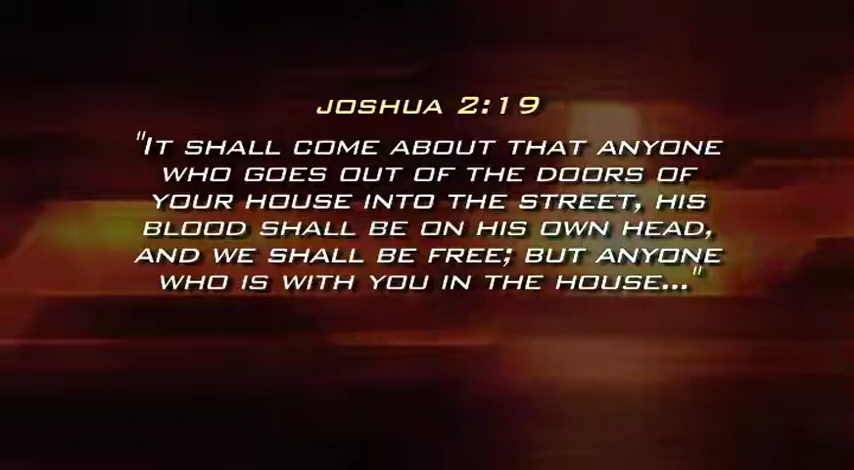 JOSHUA 2:19
"IT SHALL COME ABOUT THAT ANYONE
WHO GOES OUT OF THE DOORS OF
YOUR HOUSE INTO THE STREET, HIS
BLOOD SHALL BE ON HIS OWN HEAD,
AND WE SHALL BE FREE; BUT ANYONE
WHO IS WITH YOU IN THE HOUSE..."